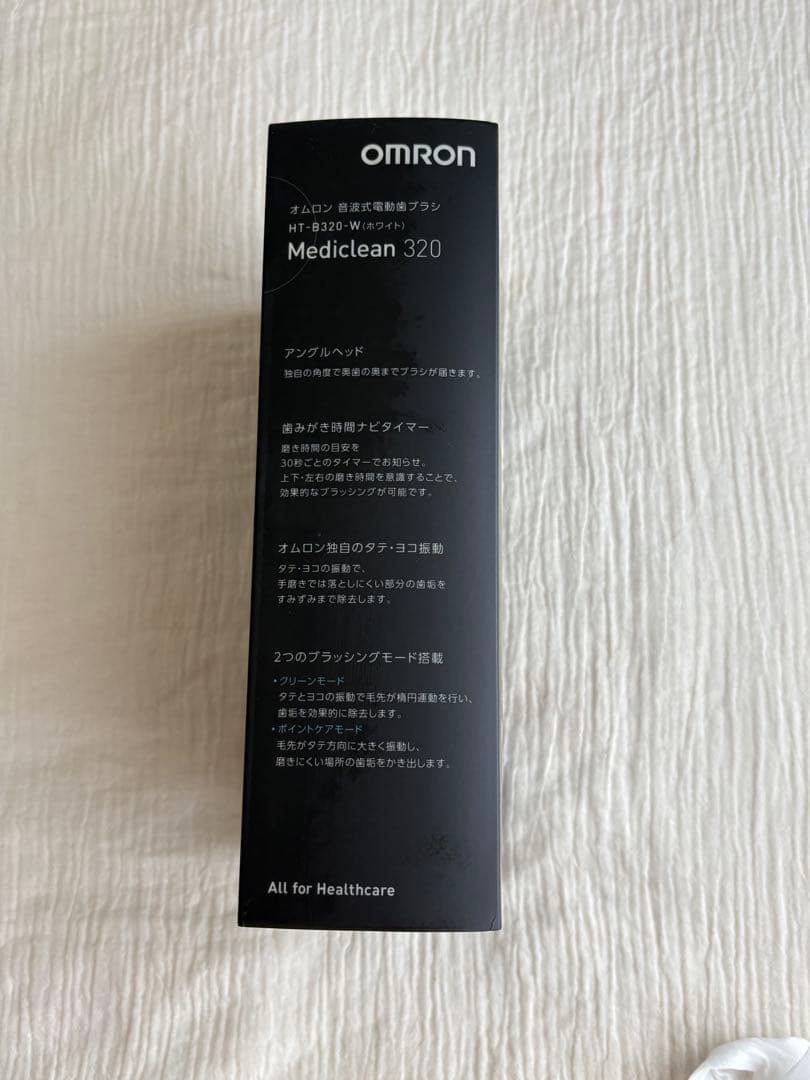 OMRON
オムロン 音波式電動歯ブラシ
HT-B320-W(ホワイト)
Mediclean 320
アングルヘッド
独自の角度で奥歯の奥までブラシが届きます。
歯みがき時間ナビタイマー
磨き時間の目安を
30秒ごとのタイマーでお知らせ。
上下・左右の磨き時間を意識することで、
効果的なブラッシングが可能です。
オムロン独自のタテ・ヨコ振動
タテ・ヨコの振動で、
手磨きでは落としにくい部分の歯垢を
すみずみまで除去します。
2つのブラッシングモード搭載
・クリーンモード
タテとヨコの振動で毛先が楕円運動を行い、
歯垢を効果的に除去します。
・ポイントケアモード
毛先がタテ方向に大きく振動し、
磨きにくい場所の歯垢をかき出します。
All for Healthcare